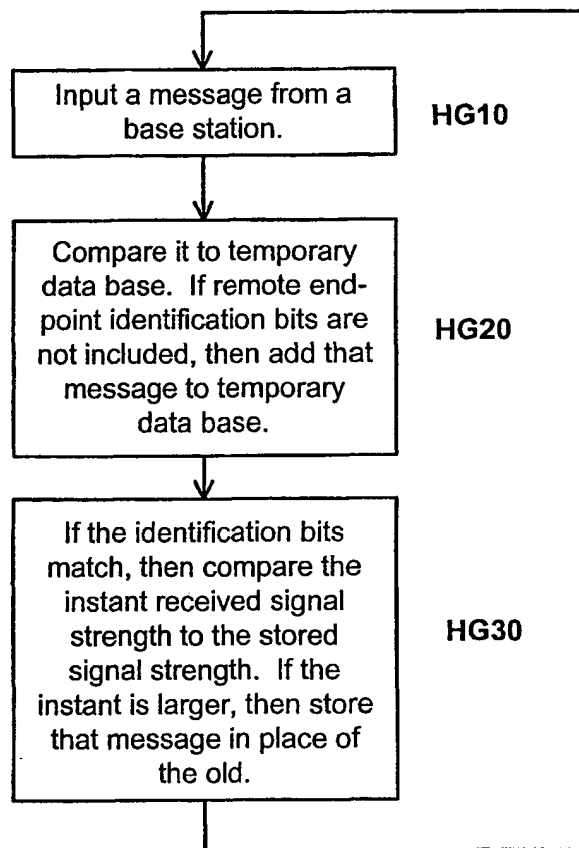 Input a message from a
base station.
HG10
Compare it to temporary
data base. If remote end-
point identification bits are
not included, then add that
message to temporary
data base.
HG20
If the identification bits
match, then compare the
instant received signal
strength to the stored
signal strength. If the
instant is larger, then store
that message in place of
the old.
HG30